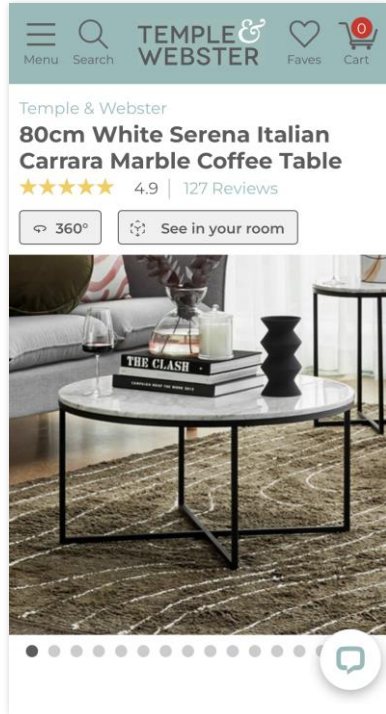 TEMPLE &
WEBSTER
Menu Search Faves 0 Cart
Temple & Webster
80cm White Serena Italian
Carrara Marble Coffee Table
4.9 | 127 Reviews
360° See in your room
THE CLASH